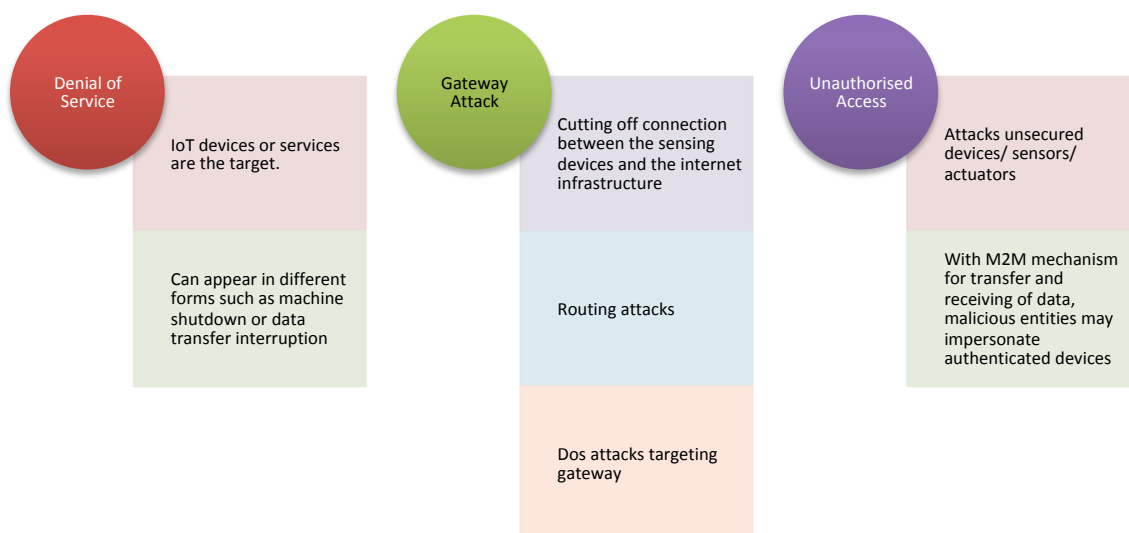 Denial of
Service
IoT devices or services
are the target.
Can appear in different
forms such as machine
shutdown or data
transfer interruption
Gateway
Attack
Cutting off connection
between the sensing
devices and the internet
infrastructure
Routing attacks
Dos attacks targeting
gateway
Unauthorised
Access
Attacks unsecured
devices/ sensors/
actuators
With M2M mechanism
for transfer and
receiving of data,
malicious entities may
impersonate
authenticated devices